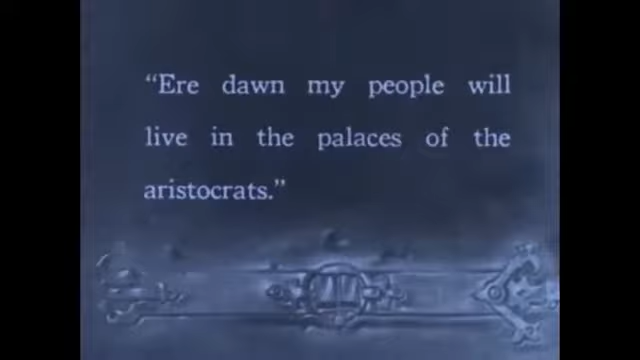 “Ere dawn my people will
live in the palaces of the
aristocrats.”